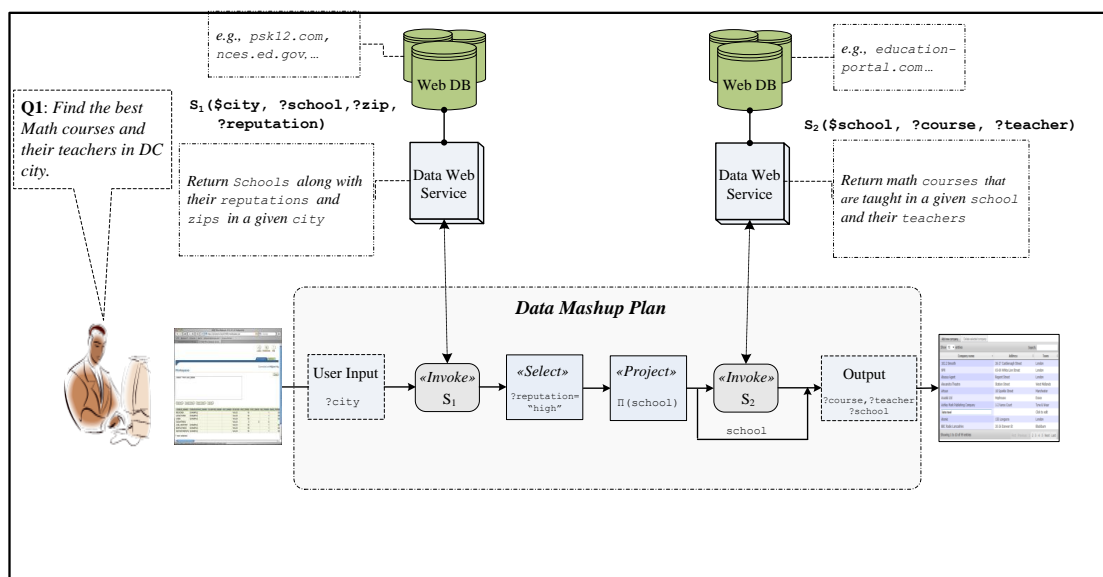 e.g., psk12.com,
nces.ed.gov,…
Web DB
Web DB
e.g., education-
portal.com…
Q1: Find the best
Math courses and
their teachers in DC
city.
S1($city, ?school,?zip,
?reputation)
S2($school, ?course, ?teacher)
Return Schools along with
their reputations and
zips in a given city
Data Web
Service
Data Web
Service
Return math courses that
are taught in a given school
and their teachers
Data Mashup Plan
User Input
?city
«Invoke»
S1
«Select»
?reputation=
“high”
«Project»
Π(school)
«Invoke»
S2
school
Output
?course,?teacher
?school